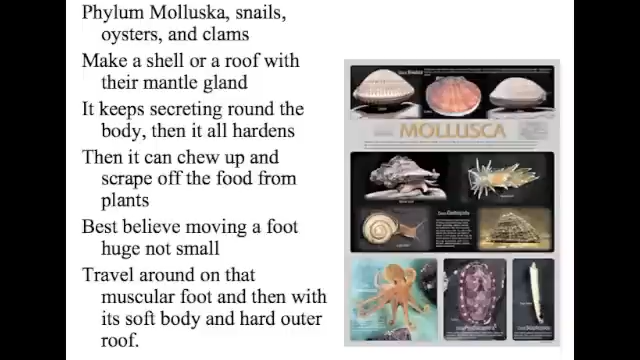 Phylum Molluska, snails,
oysters, and clams
Make a shell or a roof with
their mantle gland
It keeps secreting round the
body, then it all hardens
Then it can chew up and
scrape off the food from
plants
Best believe moving a foot
huge not small
Travel around on that
muscular foot and then with
its soft body and hard outer
roof.
MOLLUSCA